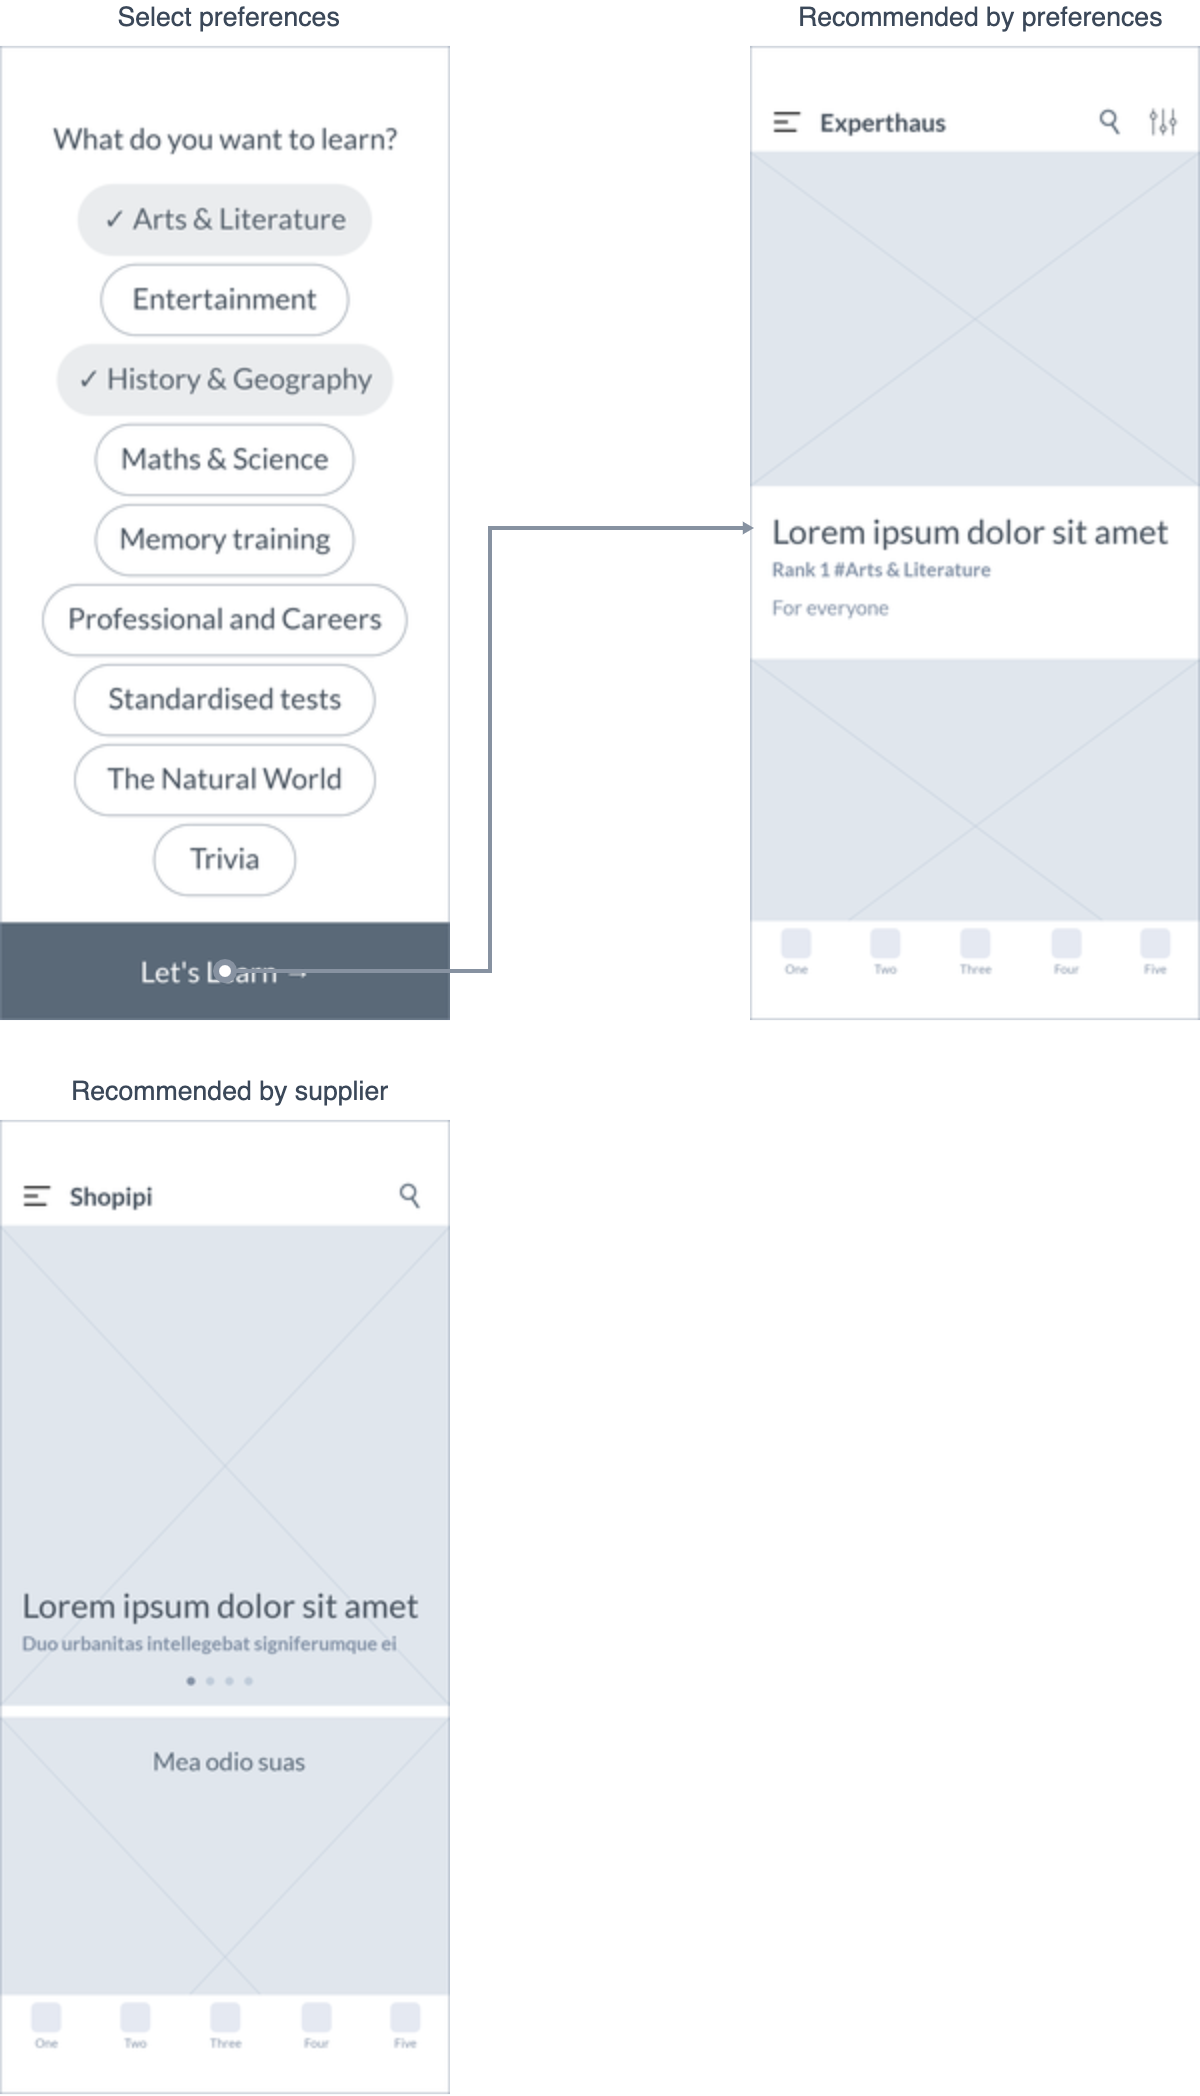 Select preferences
What do you want to learn?
✓ Arts & Literature
Entertainment
✓ History & Geography
Maths & Science
Memory training
Professional and Careers
Standardised tests
The Natural World
Trivia
Let's Learn →
Recommended by preferences
Experthaus
Lorem ipsum dolor sit amet
Rank 1 #Arts & Literature
For everyone
One Two Three Four Five
Recommended by supplier
Shopipi
Lorem ipsum dolor sit amet
Duo urbanitas intellegebat signiferumque ei
Mea odio suas
One Two Three Four Five